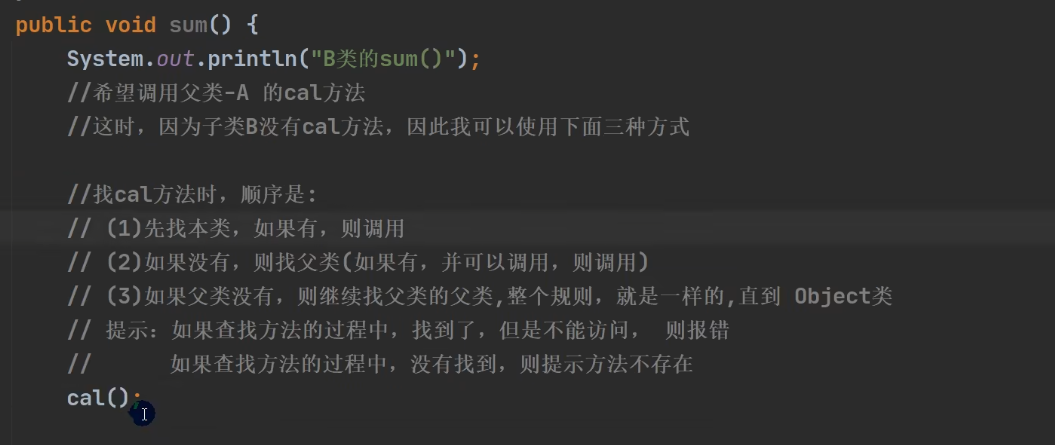 public void sum() {
System.out.println("B类的sum()");
//希望调用父类-A 的cal方法
//这时，因为子类B没有cal方法，因此我可以使用下面三种方式
//找cal方法时，顺序是：
// (1)先找本类，如果有，则调用
// (2)如果没有，则找父类(如果有，并可以调用，则调用)
// (3)如果父类没有，则继续找父类的父类,整个规则，就是一样的,直到 Object类
// 提示：如果查找方法的过程中，找到了，但是不能访问， 则报错
// 如果查找方法的过程中，没有找到，则提示方法不存在
cal();